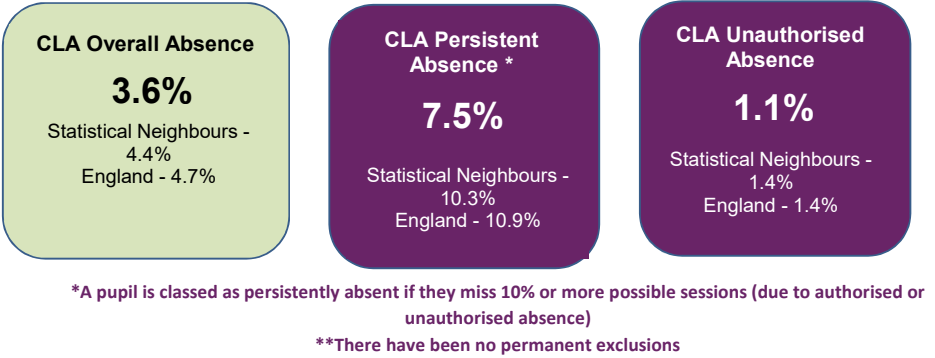 CLA Overall Absence
3.6%
Statistical Neighbours -
4.4%
England - 4.7%
CLA Persistent
Absence *
7.5%
Statistical Neighbours -
10.3%
England - 10.9%
CLA Unauthorised
Absence
1.1%
Statistical Neighbours -
1.4%
England - 1.4%
*A pupil is classed as persistently absent if they miss 10% or more possible sessions (due to authorised or
unauthorised absence)
**There have been no permanent exclusions